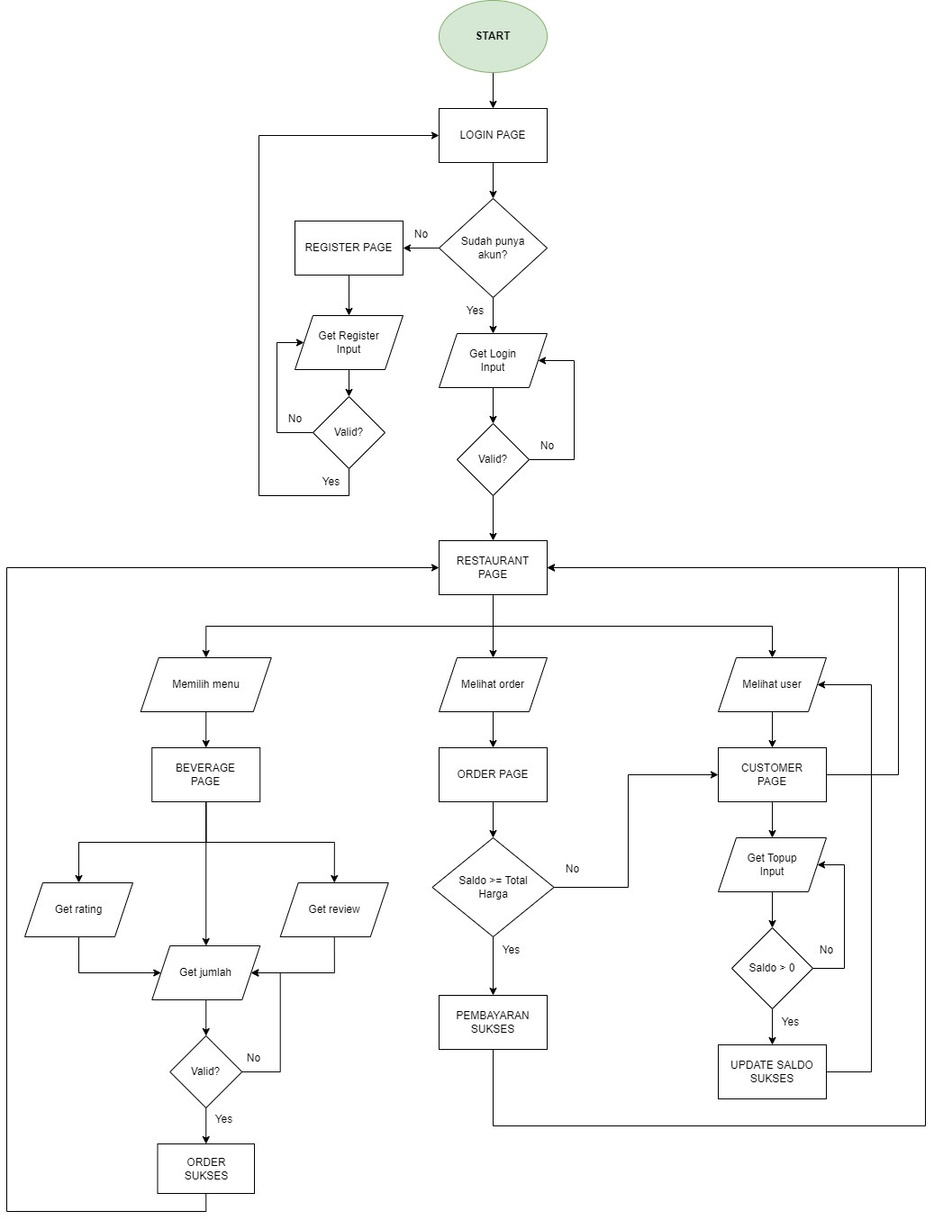 START
LOGIN PAGE
Sudah punya
akun?
No
REGISTER PAGE
Yes
Get Register
Input
Get Login
Input
No
Valid?
No
Valid?
Yes
RESTAURANT
PAGE
Memilih menu
Melihat order
Melihat user
BEVERAGE
PAGE
ORDER PAGE
CUSTOMER
PAGE
Get rating
Get review
Saldo >= Total
Harga
No
Get Topup
Input
Yes
Get jumlah
Saldo > 0
No
PEMBAYARAN
SUKSES
Yes
Valid?
No
UPDATE SALDO
SUKSES
Yes
ORDER
SUKSES